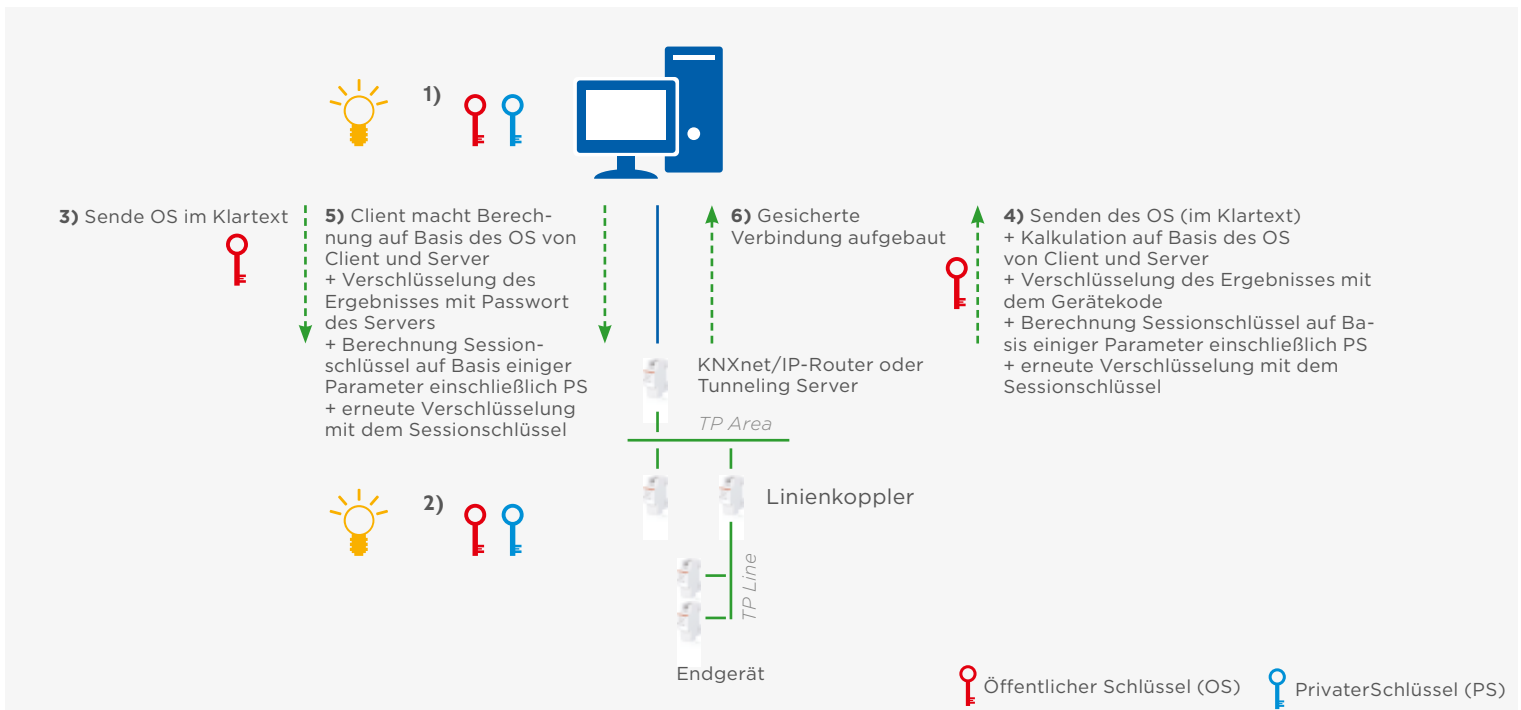 1)
3) Sende OS im Klartext
5) Client macht Berech-
nung auf Basis des OS von
Client und Server
+ Verschlüsselung des
Ergebnisses mit Passwort
des Servers
+ Berechnung Session-
schlüssel auf Basis einiger
Parameter einschließlich PS
+ erneute Verschlüsselung
mit dem Sessionschlüssel
6) Gesicherte
Verbindung aufgebaut
4) Senden des OS (im Klartext)
+ Kalkulation auf Basis des OS
von Client und Server
+ Verschlüsselung des Ergebnisses mit
dem Gerätekode
+ Berechnung Sessionschlüssel auf Ba-
sis einiger Parameter einschließlich PS
+ erneute Verschlüsselung mit dem
Sessionschlüssel
KNXnet/IP-Router oder
Tunneling Server
TP Area
2)
Linienkoppler
TP Line
Endgerät
Öffentlicher Schlüssel (OS)
PrivaterSchlüssel (PS)